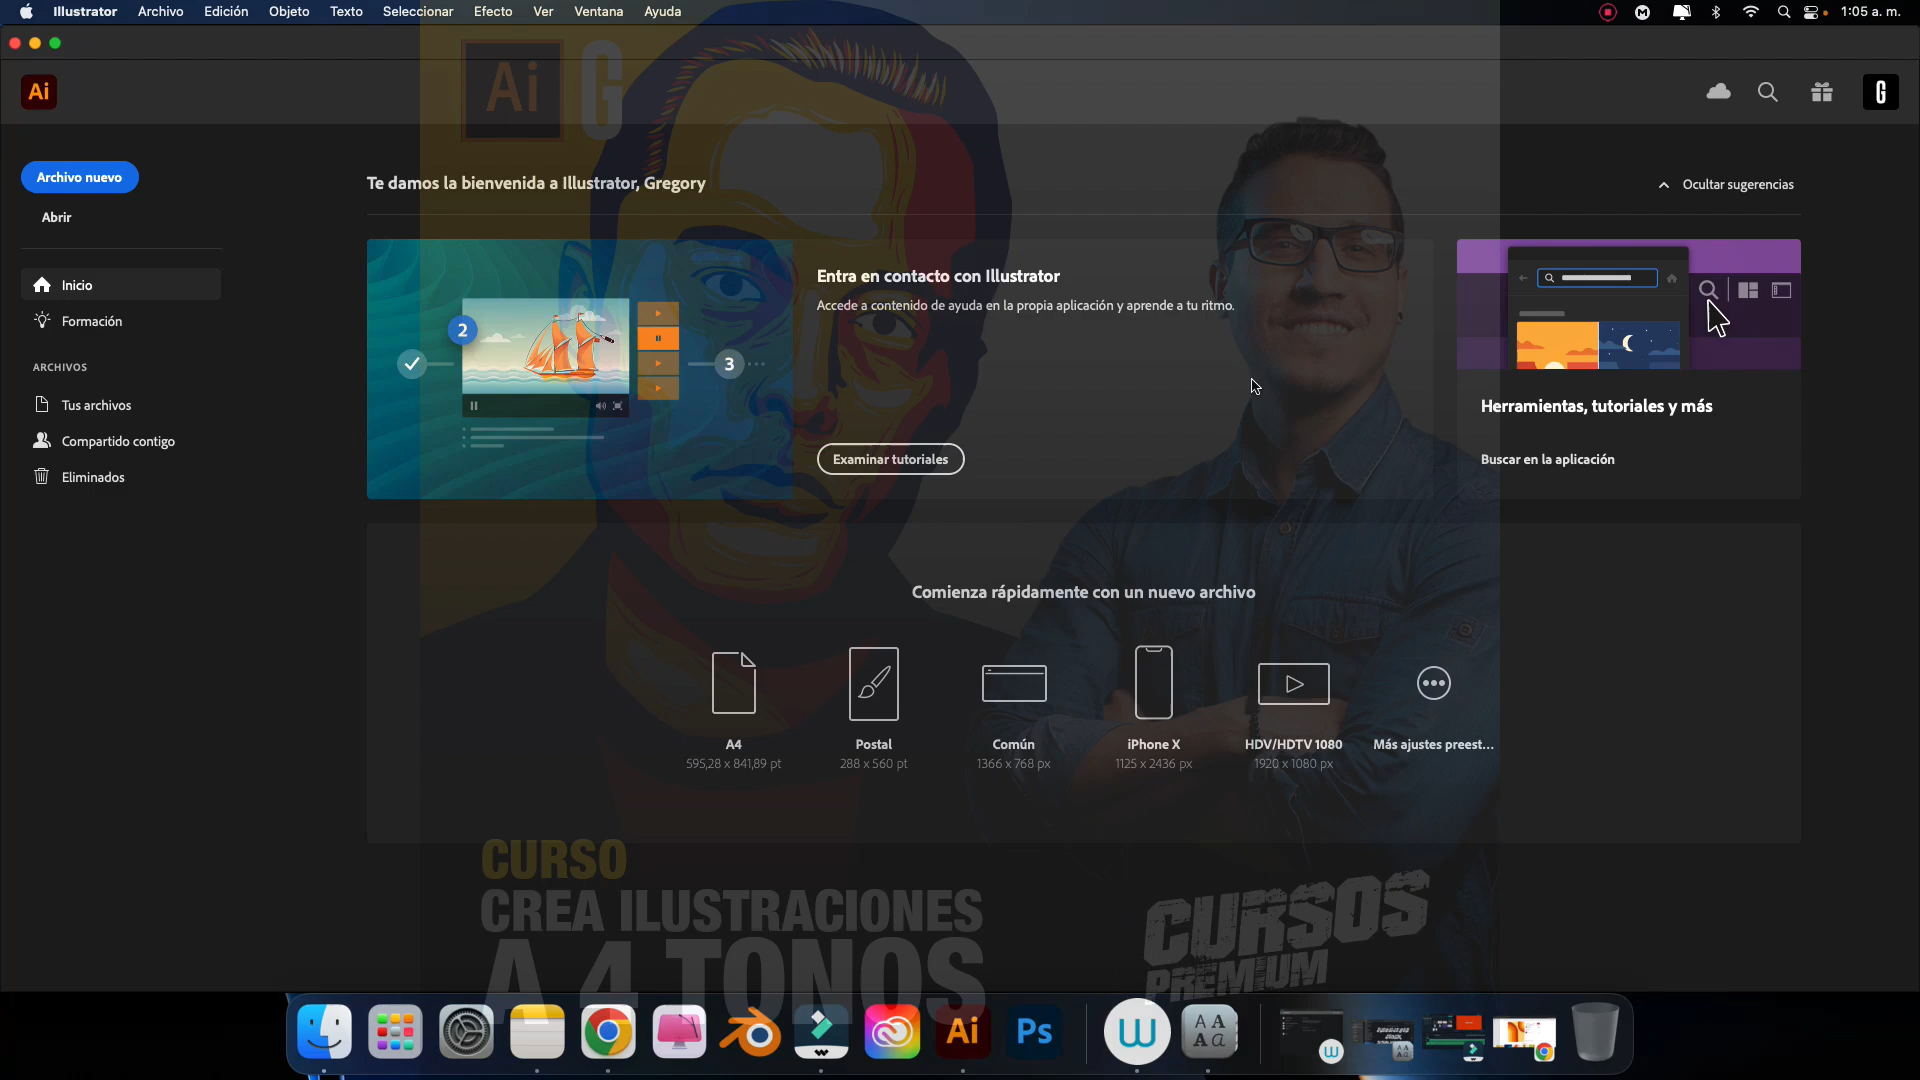 Illustrator Archivo Edición Objeto Texto Seleccionar Efecto Ver Ventana Ayuda 1:05 a. m.
Ai G
Ai G
Archivo nuevo
Abrir
Te damos la bienvenida a Illustrator, Gregory
Ocultar sugerencias
Inicio
Formación
ARCHIVOS
Tus archivos
Compartido contigo
Eliminados
2
3
Entra en contacto con Illustrator
Accede a contenido de ayuda en la propia aplicación y aprende a tu ritmo.
Examinar tutoriales
Herramientas, tutoriales y más
Buscar en la aplicación
Comienza rápidamente con un nuevo archivo
A4
595,28 x 841,89 pt
Postal
288 x 560 pt
Común
1366 x 768 px
iPhone X
1125 x 2436 px
HDV/HDTV 1080
1920 x 1080 px
Más ajustes preest...
CURSO
CREA ILUSTRACIONES
A 4 TONOS
CURSOS
PREMIUM
Ai Ps
A A
A a